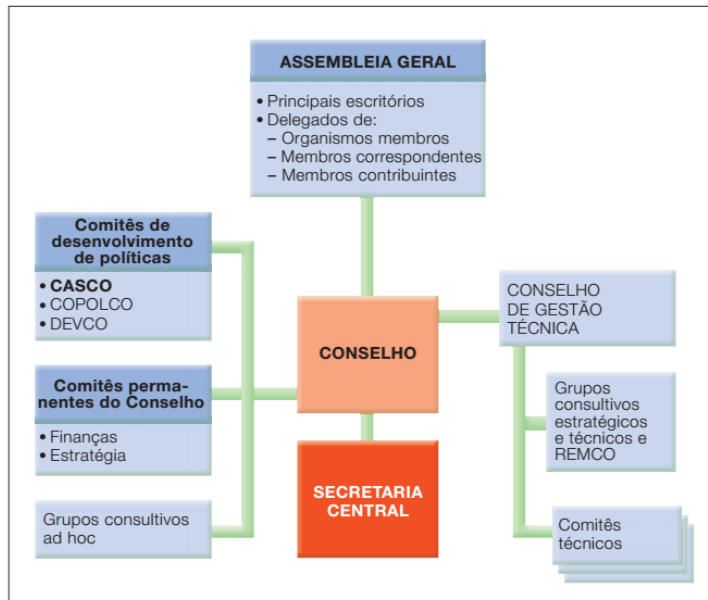 ASSEMBLEIA GERAL
• Principais escritórios
• Delegados de:
– Organismos membros
– Membros correspondentes
– Membros contribuintes
Comitês de
desenvolvimento
de políticas
• CASCO
• COPOLCO
• DEVCO
Comitês perma-
nentes do Conselho
• Finanças
• Estratégia
Grupos consultivos
ad hoc
CONSELHO
SECRETARIA
CENTRAL
CONSELHO
DE GESTÃO
TÉCNICA
Grupos
consultivos
estratégicos
e técnicos e
REMCO
Comitês
técnicos